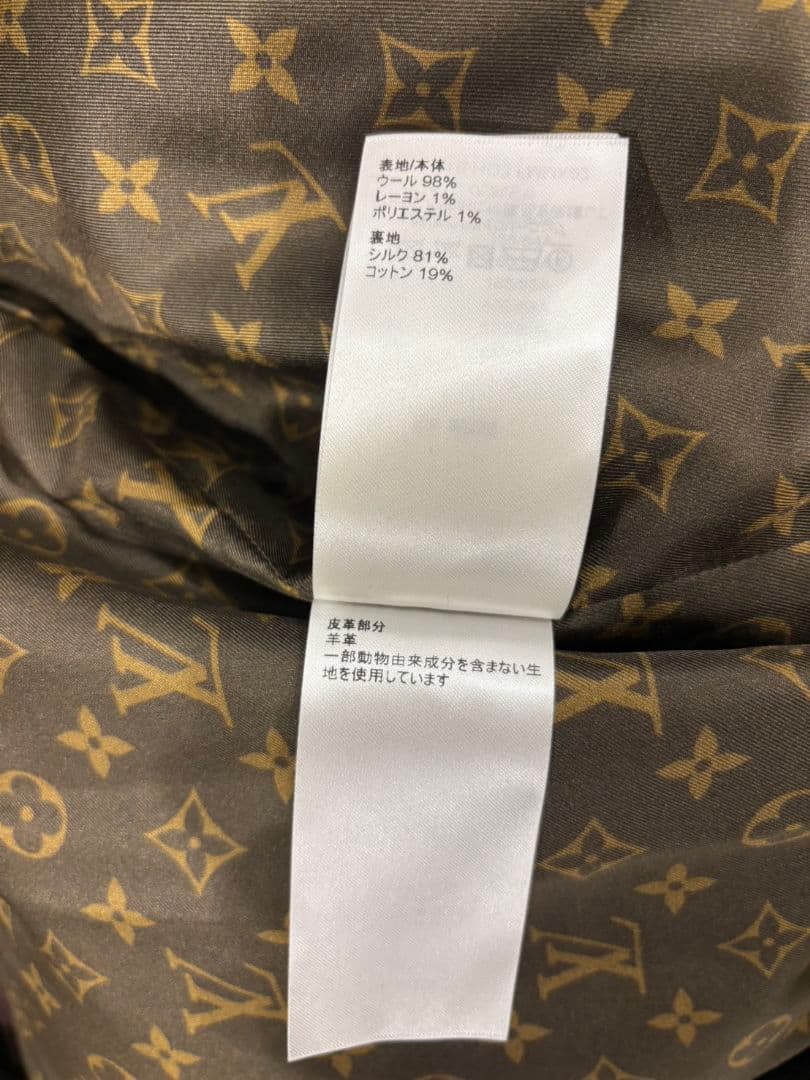 表地/本体
ウール 98%
レーヨン 1%
ポリエステル 1%
裏地
シルク 81%
コットン 19%
皮革部分
羊革
一部動物由来成分を含まない生
地を使用しています